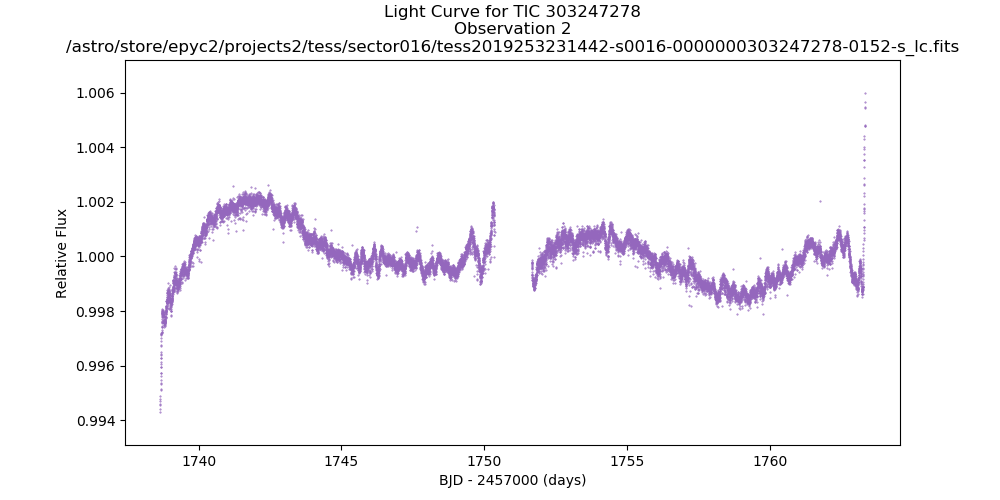 Light Curve for TIC 303247278
Observation 2
/astro/store/epyc2/projects2/tess/sector016/tess2019253231442-s0016-0000000303247278-0152-s_lc.fits
1.006
1.004
1.002
1.000
0.998
0.996
0.994
Relative Flux
1740
1745
1750
1755
1760
BJD - 2457000 (days)